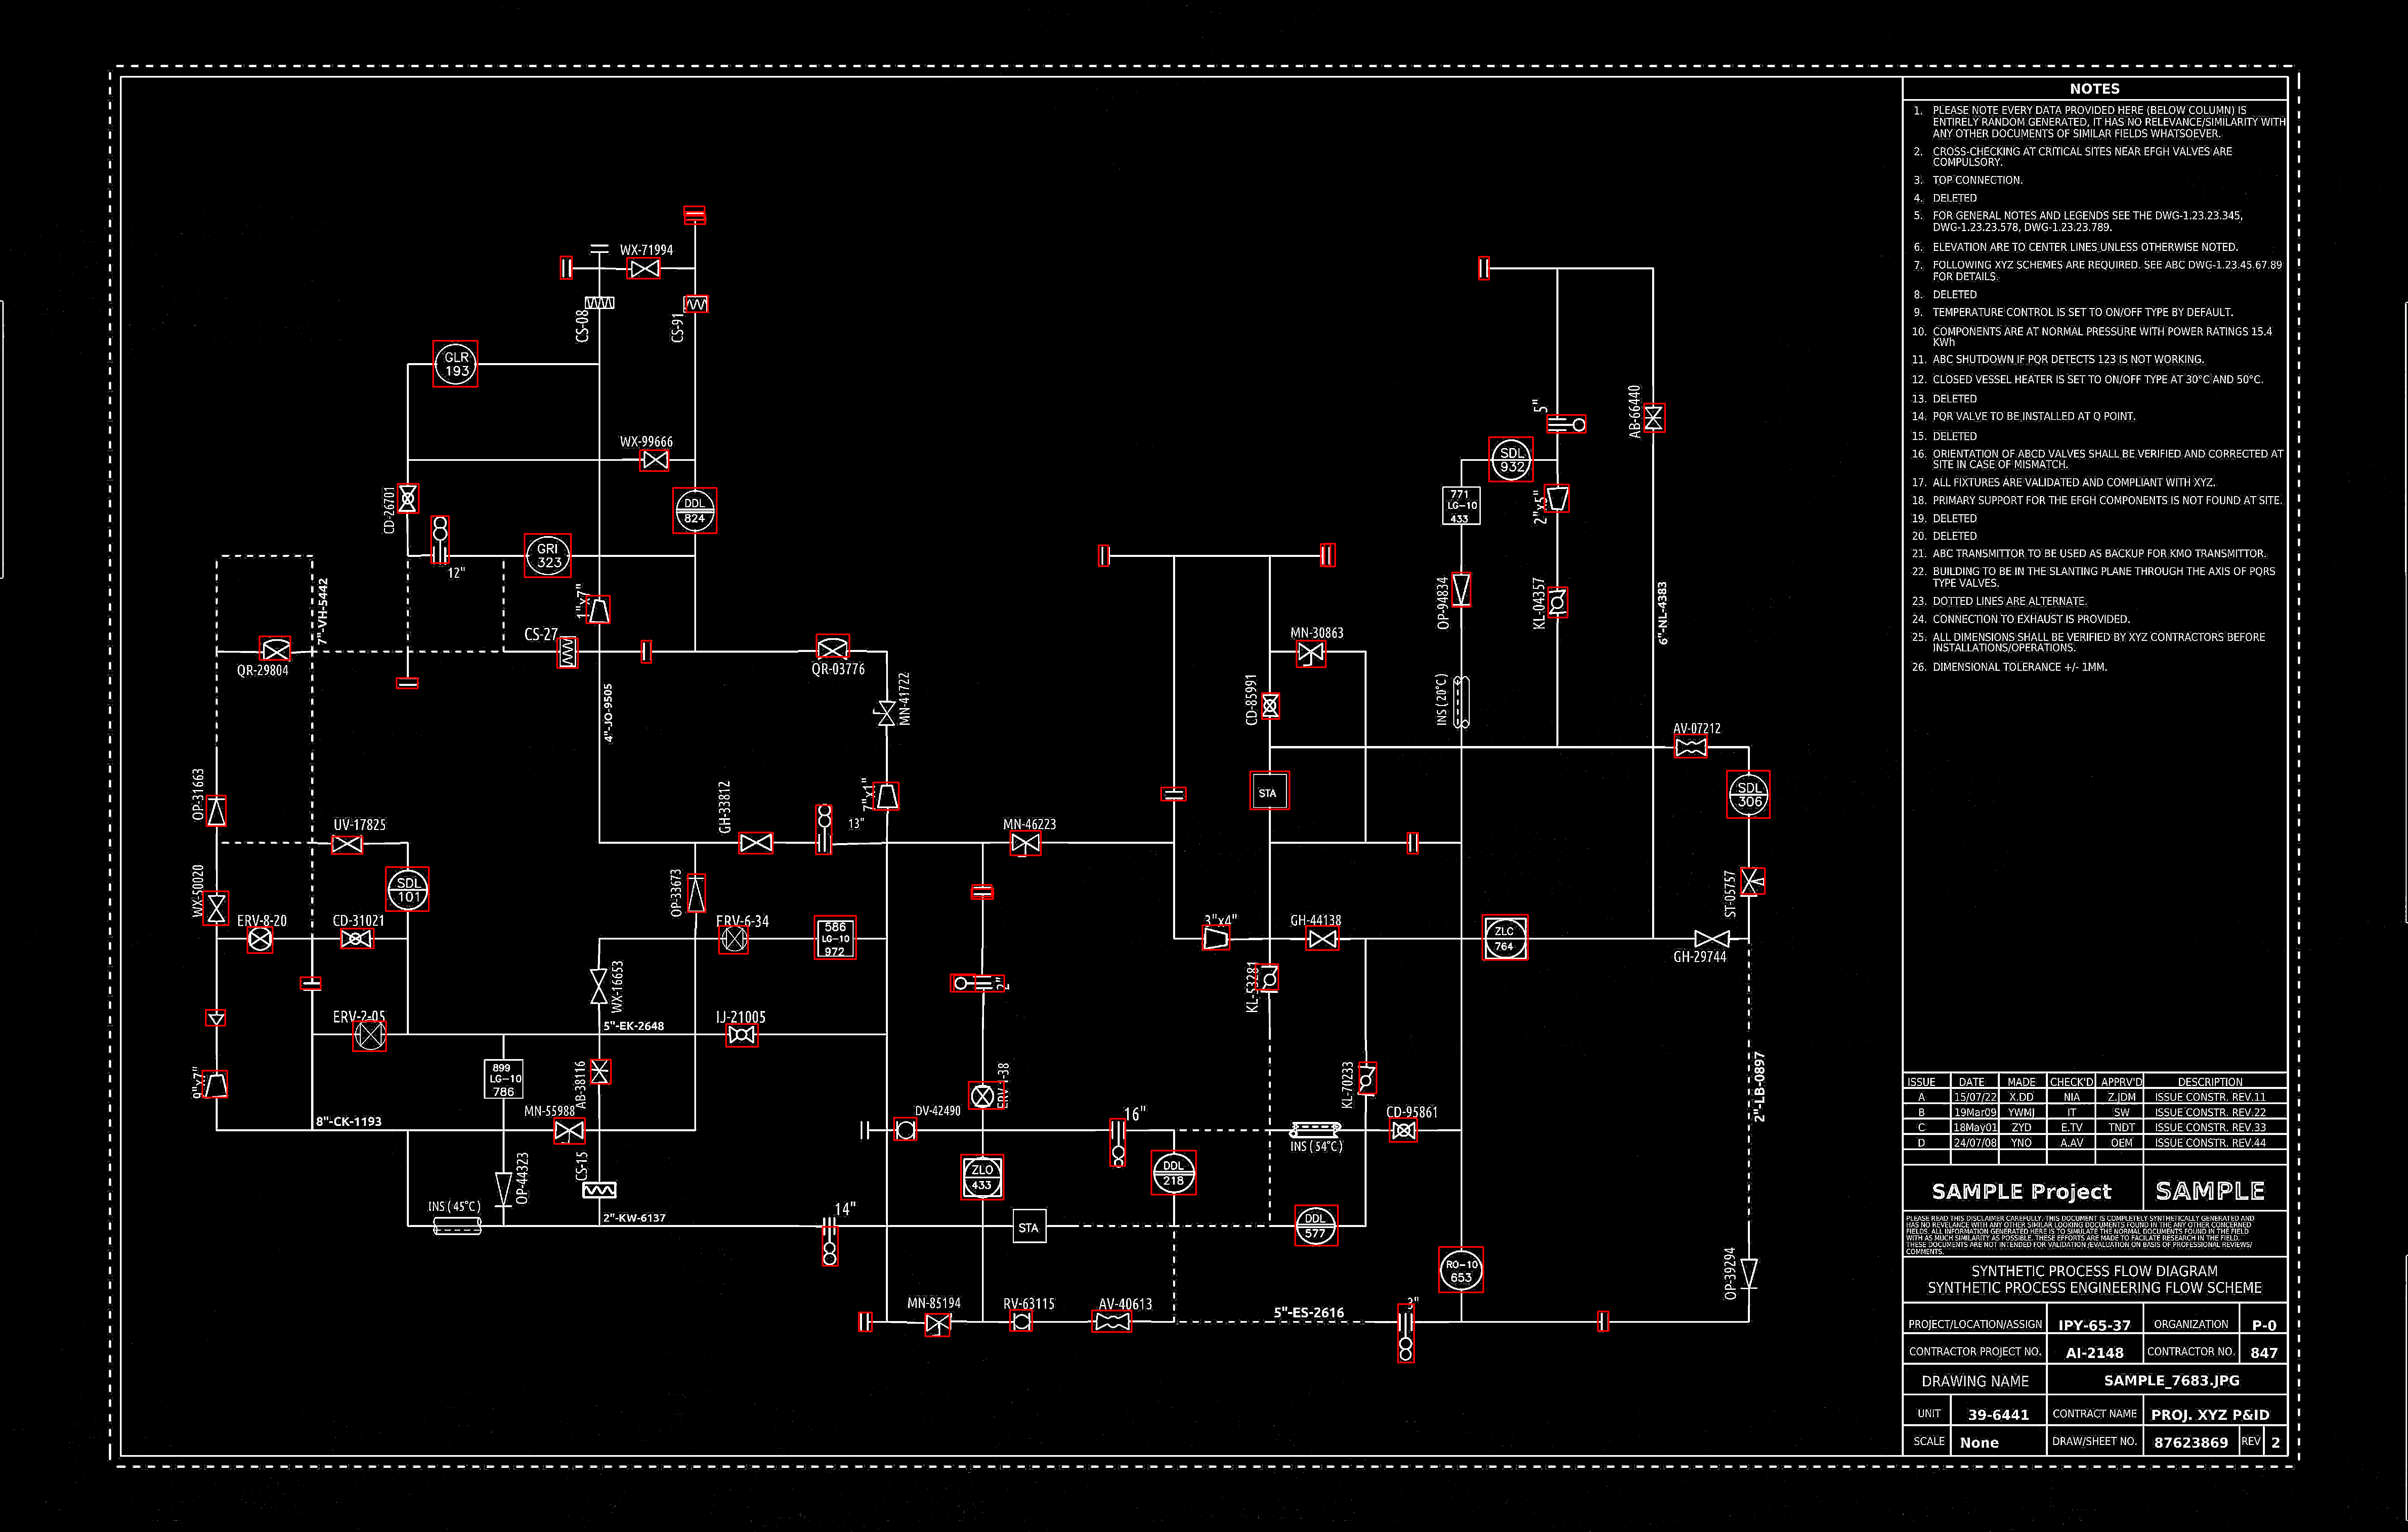 NOTES
1. PLEASE NOTE EVERY DATA PROVIDED HERE (BELOW COLUMN) IS
ENTIRELY RANDOM GENERATED, IT HAS NO RELEVANCE/SIMILARITY WITH
ANY OTHER DOCUMENTS OF SIMILAR FIELDS WHATSOEVER.
2. CROSS-CHECKING AT CRITICAL SITES NEAR EFGH VALVES ARE
COMPULSORY.
3. TOP CONNECTION.
4. DELETED
5. FOR GENERAL NOTES AND LEGENDS SEE THE DWG-1.23.23.345,
DWG-1.23.23.578, DWG-1.23.23.789.
6. ELEVATION ARE TO CENTER LINES UNLESS OTHERWISE NOTED.
7. FOLLOWING XYZ SCHEMES ARE REQUIRED. SEE ABC DWG-1.23.45.67.89
FOR DETAILS.
8. DELETED
9. TEMPERATURE CONTROL IS SET TO ON/OFF TYPE BY DEFAULT.
10. COMPONENTS ARE AT NORMAL PRESSURE WITH POWER RATINGS 15.4
KWh
11. ABC SHUTDOWN IF PQR DETECTS 123 IS NOT WORKING.
12. CLOSED VESSEL HEATER IS SET TO ON/OFF TYPE AT 30°C AND 50°C.
13. DELETED
14. PQR VALVE TO BE INSTALLED AT Q POINT.
15. DELETED
16. ORIENTATION OF ABCD VALVES SHALL BE VERIFIED AND CORRECTED AT
SITE IN CASE OF MISMATCH.
17. ALL FIXTURES ARE VALIDATED AND COMPLIANT WITH XYZ.
18. PRIMARY SUPPORT FOR THE EFGH COMPONENTS IS NOT FOUND AT SITE.
19. DELETED
20. DELETED
21. ABC TRANSMITTOR TO BE USED AS BACKUP FOR KMO TRANSMITTOR.
22. BUILDING TO BE IN THE SLANTING PLANE THROUGH THE AXIS OF PQRS
TYPE VALVES.
23. DOTTED LINES ARE ALTERNATE.
24. CONNECTION TO EXHAUST IS PROVIDED.
25. ALL DIMENSIONS SHALL BE VERIFIED BY XYZ CONTRACTORS BEFORE
INSTALLATIONS/OPERATIONS.
26. DIMENSIONAL TOLERANCE +/- 1MM.
WX-71994
CS-08
CS-91
GLR
193
AB-66440
5"
WX-99666
SDL
932
CD-26701
DDL
824
771
LG-10
433
2"x5"
GRI
323
12"
7"-VH-5442
1"x7"
OP-94834
KL-04357
6"-NL-4383
CS-27
MN-30863
QR-29804
QR-03776
4"-JO-9505
MN-41722
CD-85991
INS (20°C)
AV-07212
OP-31663
GH-33812
7"x1"
STA
SDL
306
UV-17825
13"
MN-46223
SDL
101
OP-33673
ST-05757
WX-50020
ERV-8-20
CD-31021
ERV-6-34
586
LG-10
972
3"x4"
GH-44138
ZLC
764
GH-29744
WX-16653
2"
KL-53281
ERV-2-05
5"-EK-2648
IJ-21005
899
LG-10
786
AB-38116
KL-70233
2"-LB-0897
9"x7"
8"-CK-1193
MN-55988
DV-42490
16"
CD-95861
INS (54°C)
OP-44323
CS-15
ZLO
433
DDL
218
INS (45°C)
2"-KW-6137
14"
STA
DDL
577
RO-10
653
OP-39294
MN-85194
RV-63115
AV-40613
5"-ES-2616
3"
ISSUE DATE MADE CHECK'D APPRV'D DESCRIPTION
A 15/07/22 X.DD NIA Z.JDM ISSUE CONSTR. REV.11
B 19Mar09 YWMJ IT SW ISSUE CONSTR. REV.22
C 18May01 ZYD E.TV TNDT ISSUE CONSTR. REV.33
D 24/07/08 YNO A.AV OEM ISSUE CONSTR. REV.44
SAMPLE Project SAMPLE
PLEASE READ THIS DISCLAIMER CAREFULLY. THIS DOCUMENT IS COMPLETELY SYNTHETICALLY GENERATED AND
HAS NO REVELANCE WITH ANY OTHER SIMILAR LOOKING DOCUMENTS FOUND IN THE ANY OTHER CONCERNED
FIELDS. ALL INFORMATION GENERATED HERE IS TO SIMULATE THE NORMAL DOCUMENTS FOUND IN THE FIELD
WITH AS MUCH SIMILARITY AS POSSIBLE. THESE EFFORTS ARE MADE TO FACILATE RESEARCH IN THE FIELD.
THESE DOCUMENTS ARE NOT INTENDED FOR VALIDATION /EVALUATION ON BASIS OF PROFESSIONAL REVIEWS/
COMMENTS.
SYNTHETIC PROCESS FLOW DIAGRAM
SYNTHETIC PROCESS ENGINEERING FLOW SCHEME
PROJECT/LOCATION/ASSIGN IPY-65-37 ORGANIZATION P-0
CONTRACTOR PROJECT NO. AI-2148 CONTRACTOR NO. 847
DRAWING NAME SAMPLE_7683.JPG
UNIT 39-6441 CONTRACT NAME PROJ. XYZ P&ID
SCALE None DRAW/SHEET NO. 87623869 REV 2